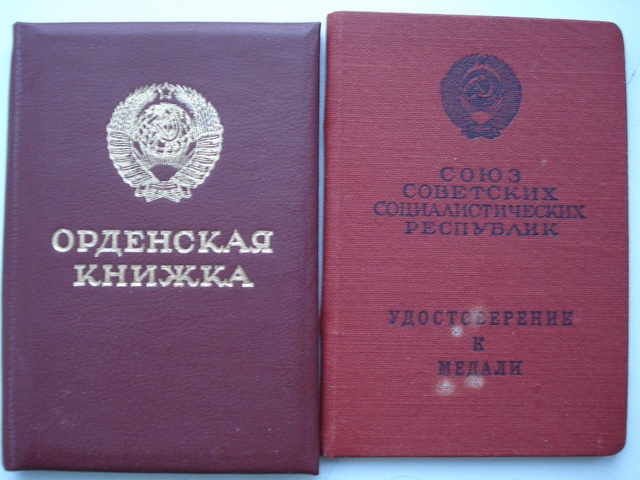 ОРДЕНСКАЯ
КНИЖКА
СОЮЗ
СОВЕТСКИХ
СОЦИАЛИСТИЧЕСКИХ
РЕСПУБЛИК
УДОСТОВЕРЕНИЕ
К
МЕДАЛИ